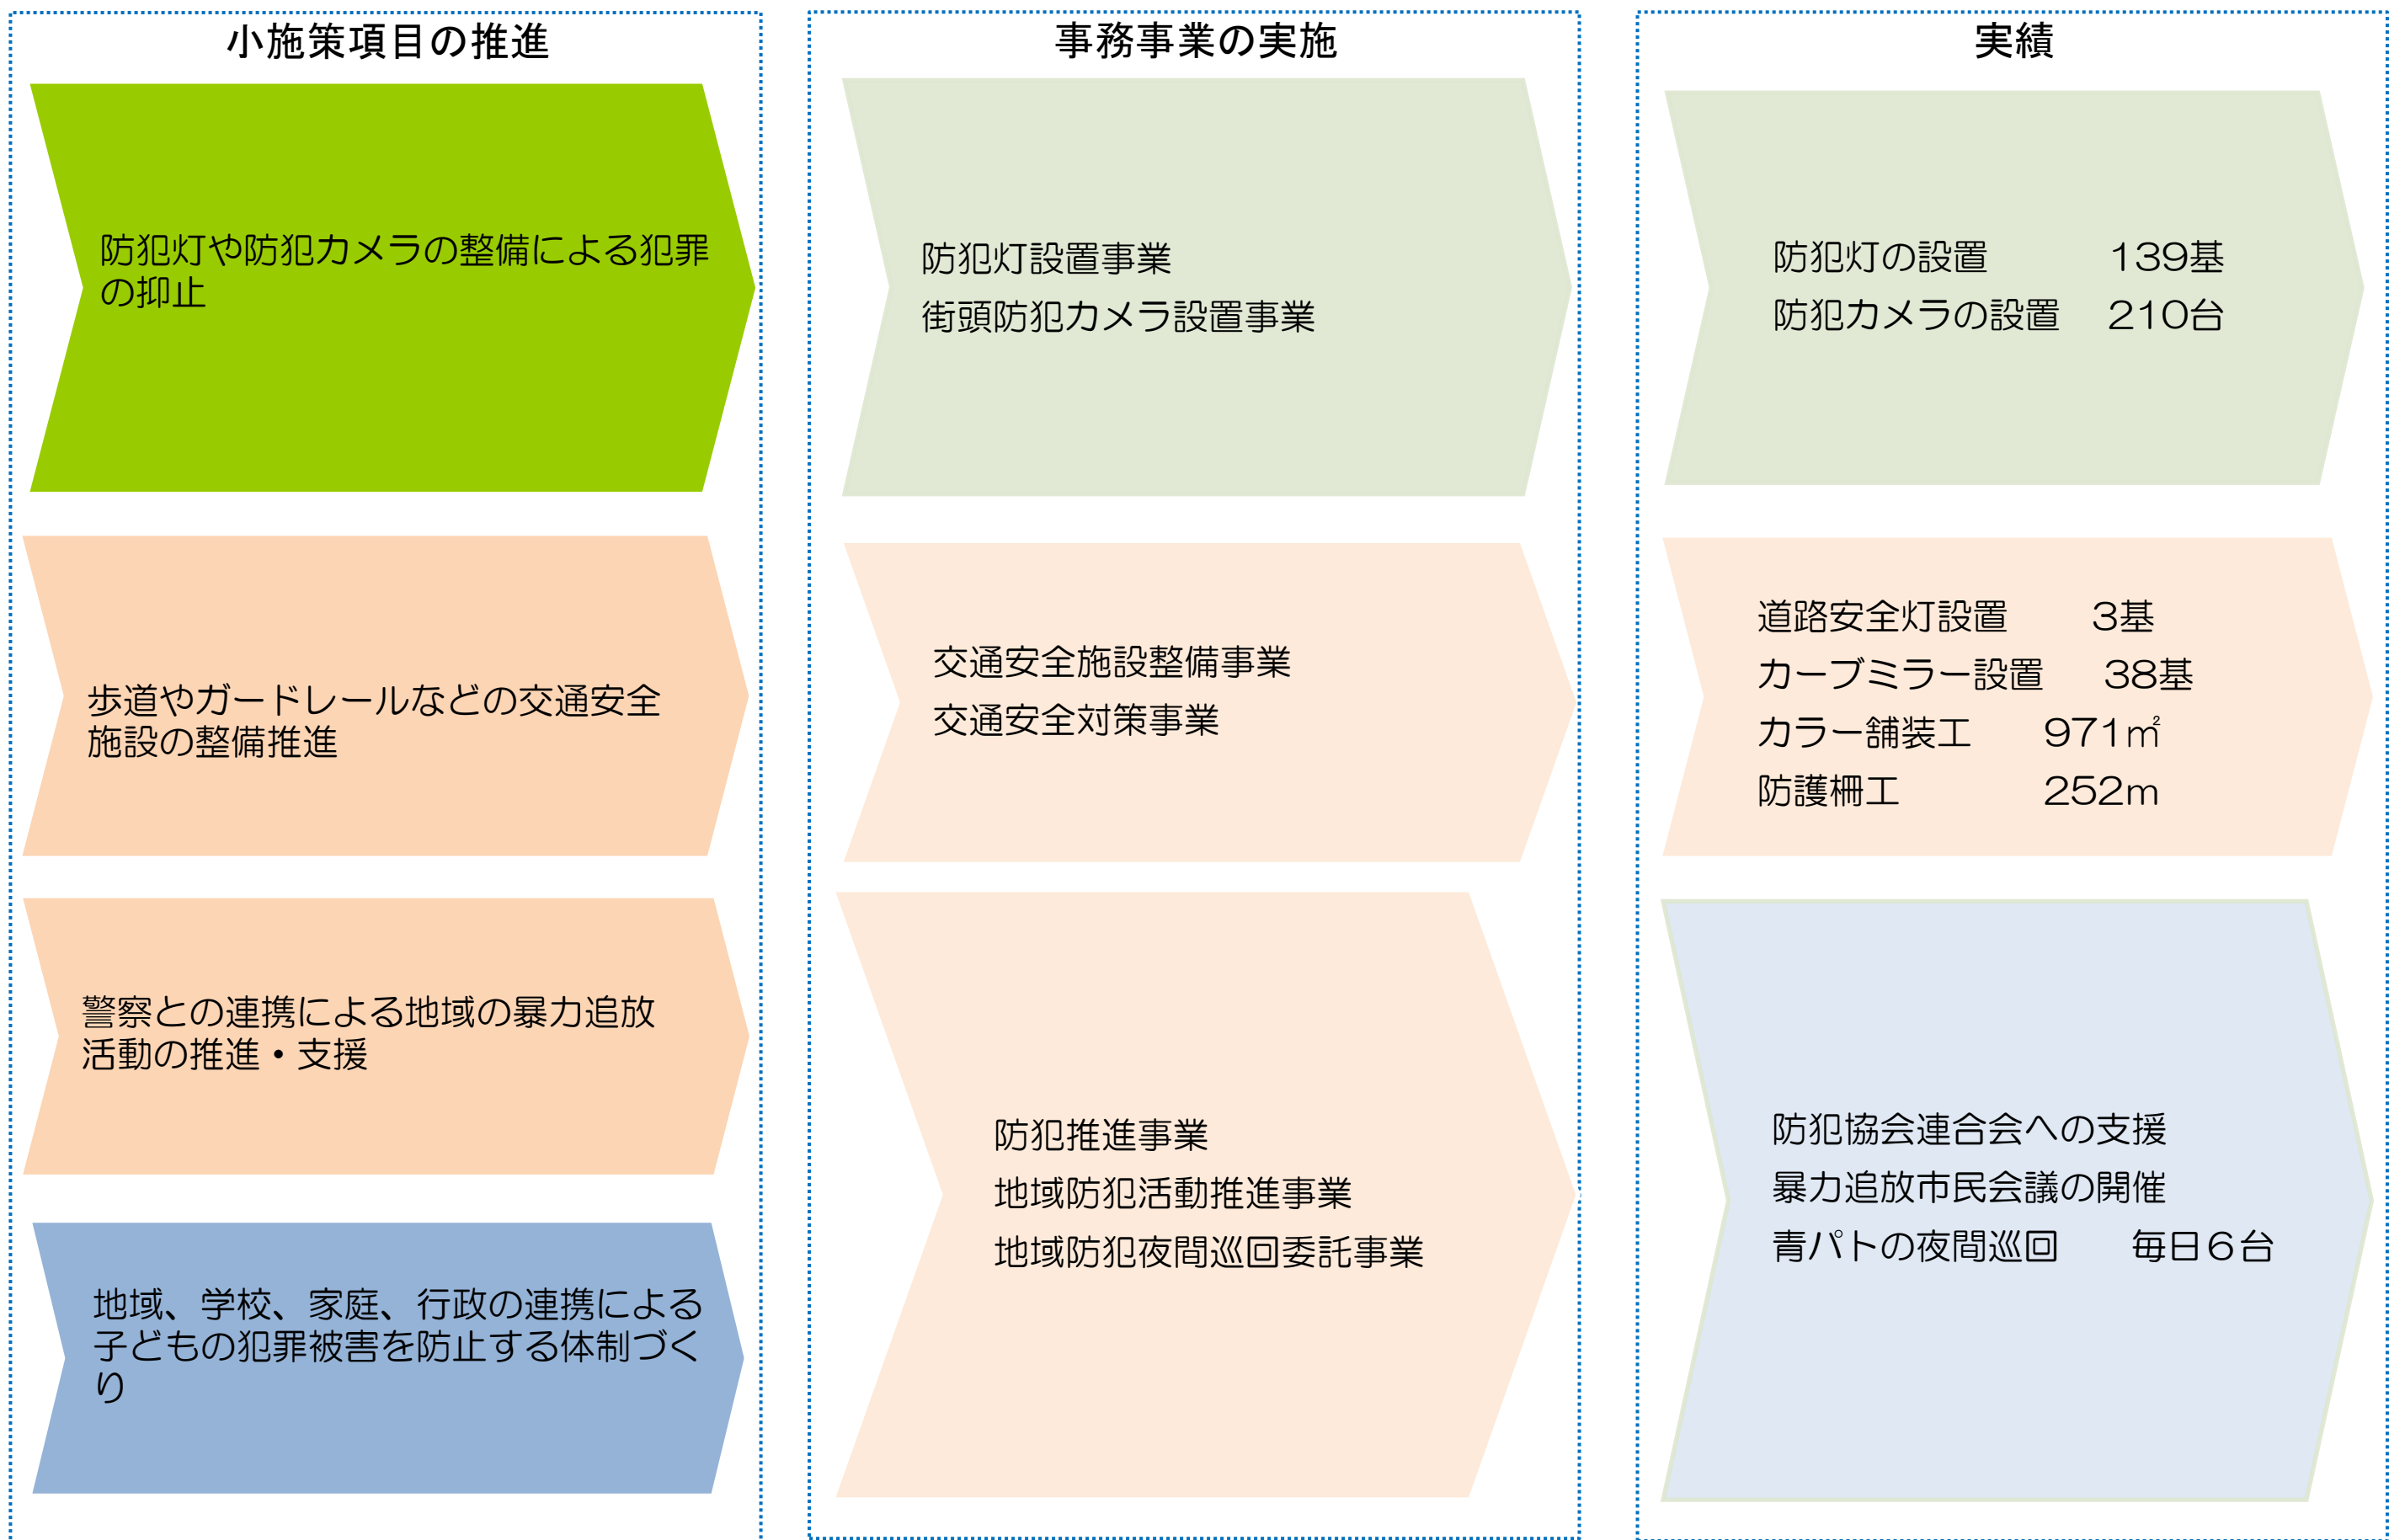 小施策項目の推進
防犯灯や防犯カメラの整備による犯罪
の抑止
歩道やガードレールなどの交通安全
施設の整備推進
警察との連携による地域の暴力追放
活動の推進・支援
地域、学校、家庭、行政の連携による
子どもの犯罪被害を防止する体制づく
り
事務事業の実施
防犯灯設置事業
街頭防犯カメラ設置事業
交通安全施設整備事業
交通安全対策事業
防犯推進事業
地域防犯活動推進事業
地域防犯夜間巡回委託事業
実績
防犯灯の設置　　　139基
防犯カメラの設置　210台
道路安全灯設置　　3基
カーブミラー設置　38基
カラー舗装工　　971㎡
防護柵工　　　　252m
防犯協会連合会への支援
暴力追放市民会議の開催
青パトの夜間巡回　　毎日６台